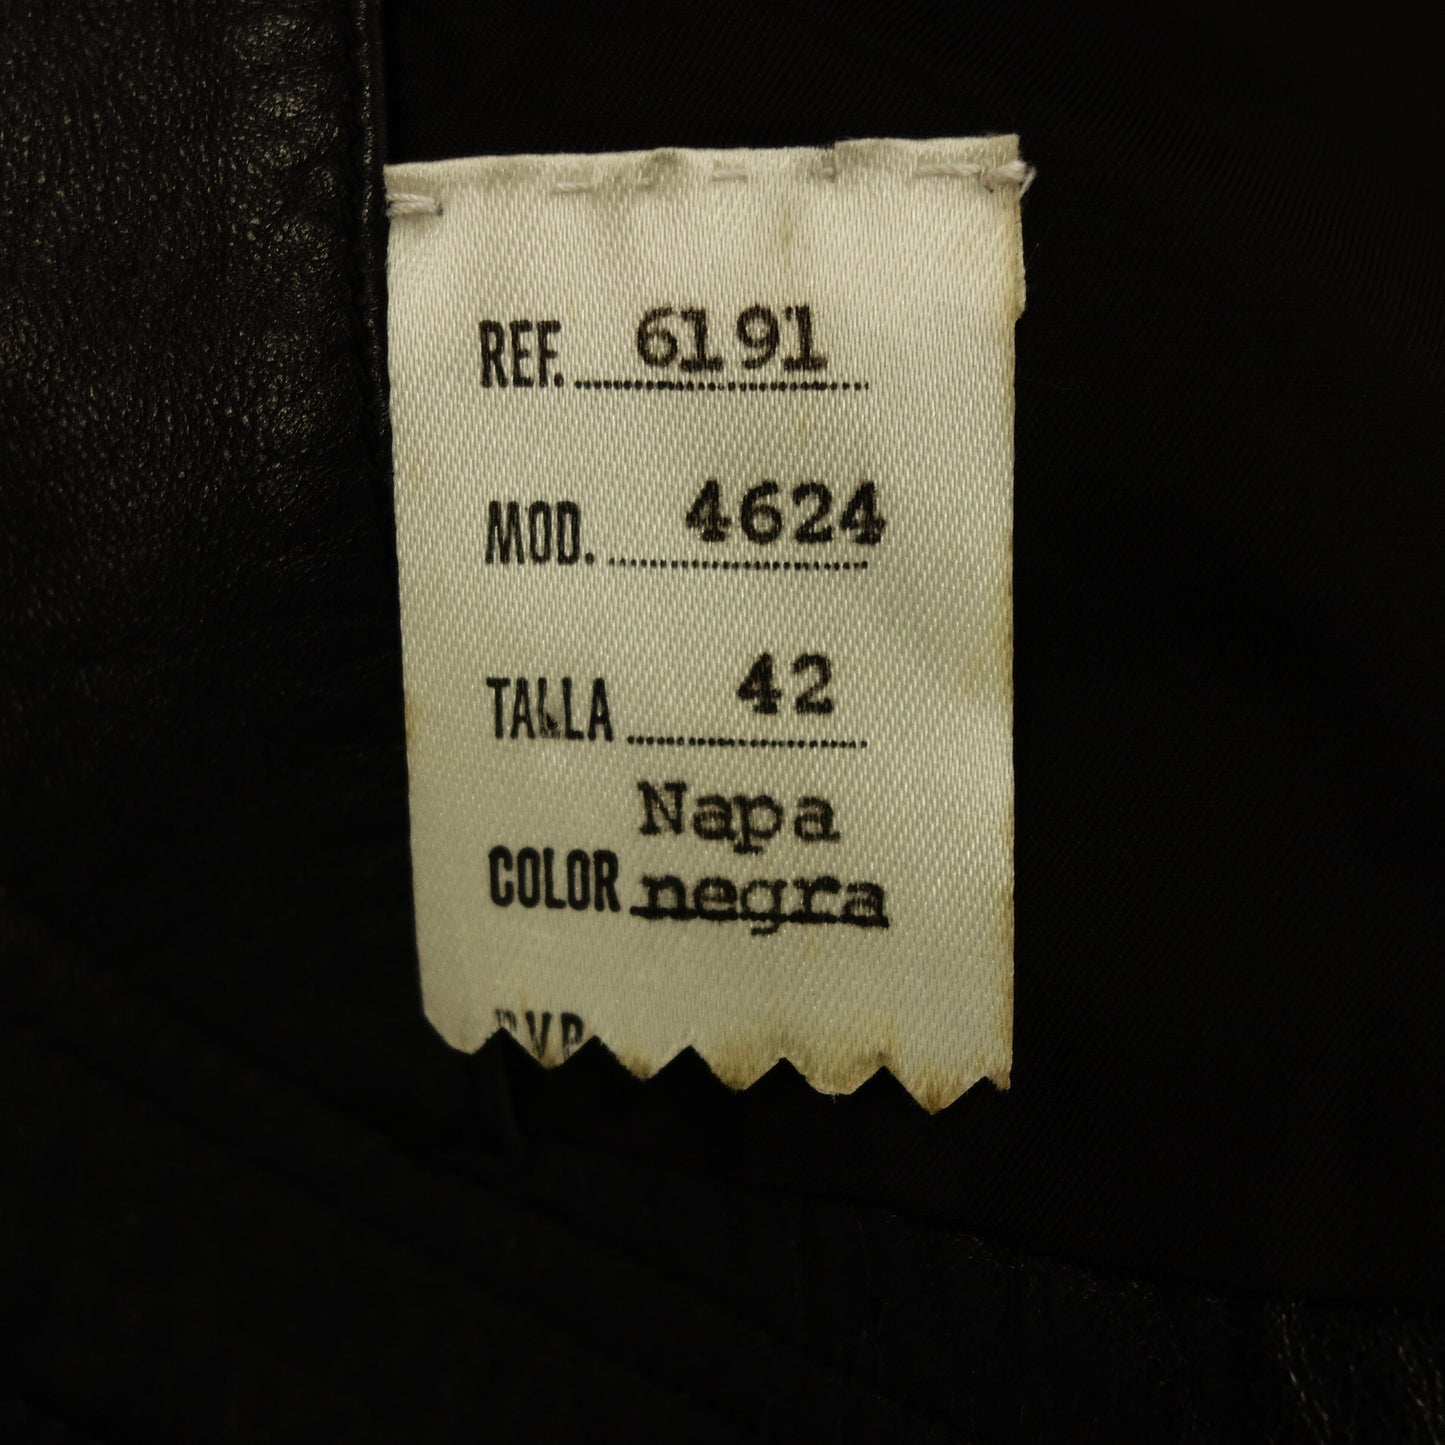 REF. 6191
MOD. 4624
TALLA 42
Napa
COLOR negra